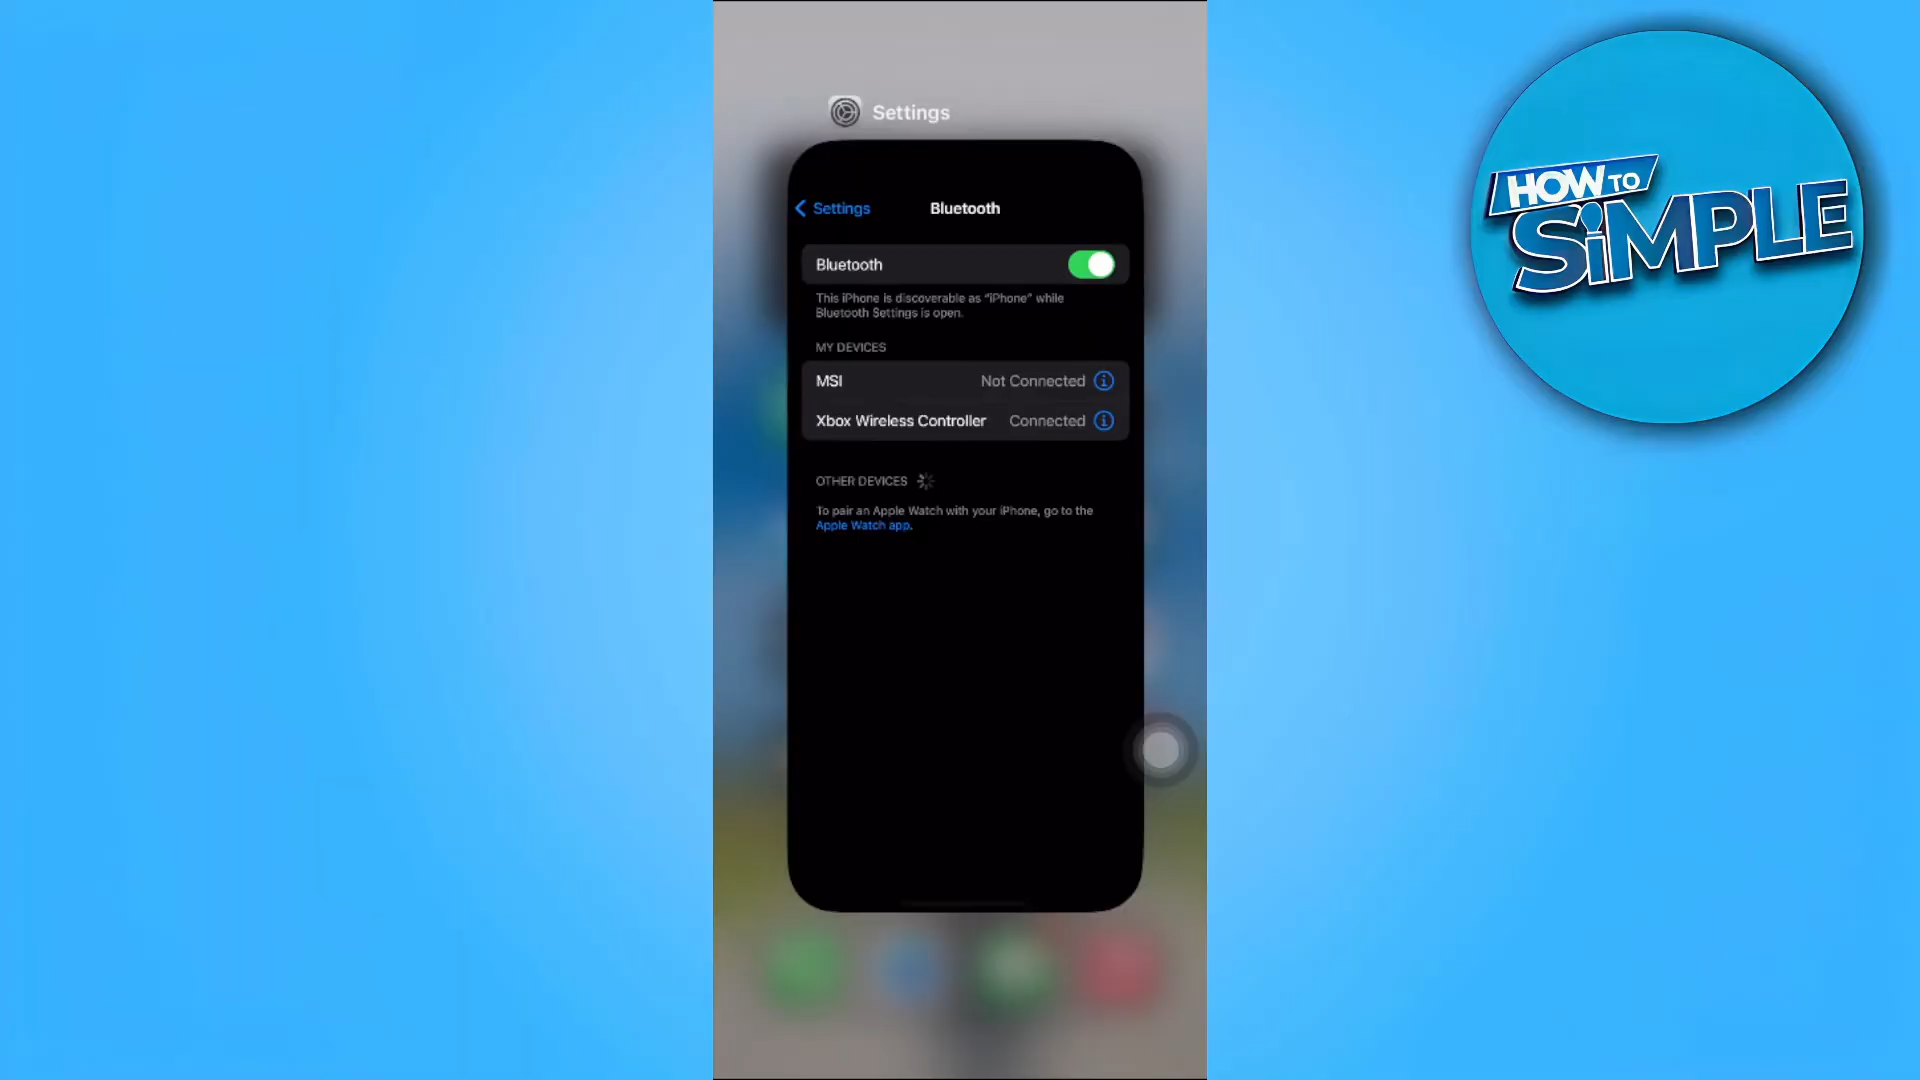 Settings
Settings
Bluetooth
Bluetooth
This iPhone is discoverable as “iPhone” while
Bluetooth Settings is open.
MY DEVICES
MSI Not Connected
Xbox Wireless Controller Connected
OTHER DEVICES
To pair an Apple Watch with your iPhone, go to the
Apple Watch app.
HOW TO
SiMPLE